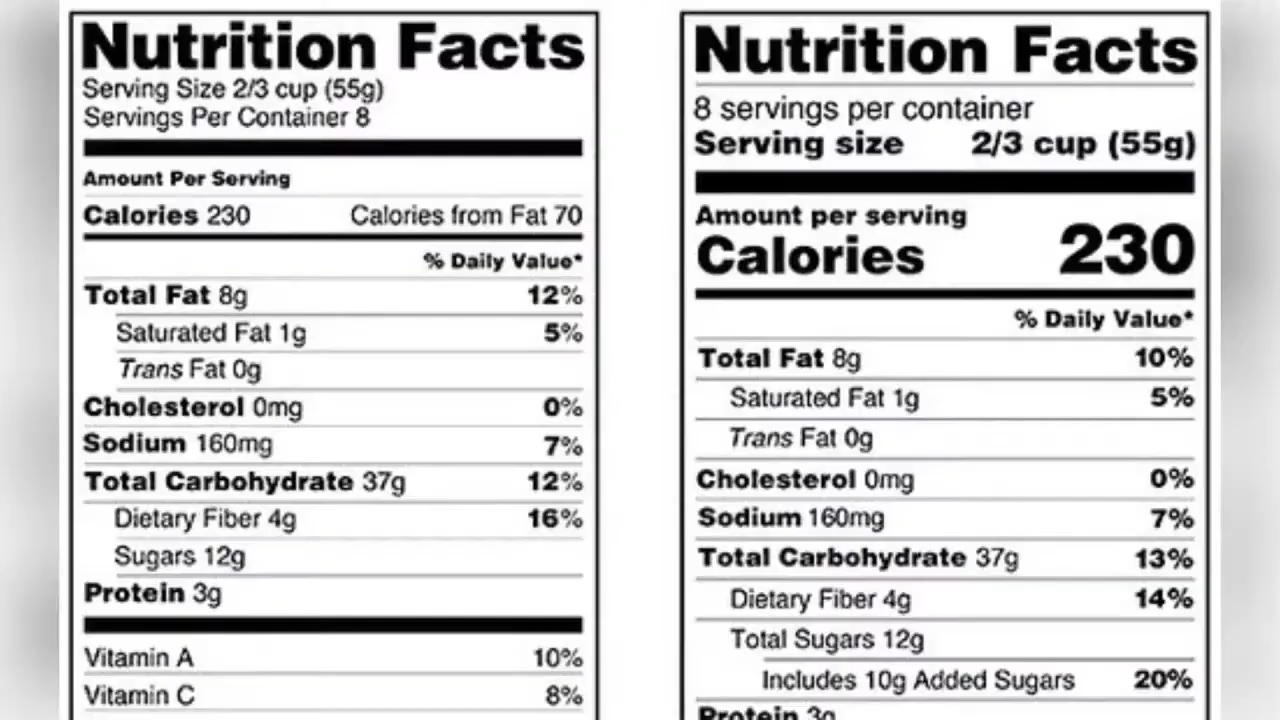 Nutrition Facts
Serving Size 2/3 cup (55g)
Servings Per Container 8
Amount Per Serving
Calories 230 Calories from Fat 70
% Daily Value*
Total Fat 8g 12%
Saturated Fat 1g 5%
Trans Fat 0g
Cholesterol 0mg 0%
Sodium 160mg 7%
Total Carbohydrate 37g 12%
Dietary Fiber 4g 16%
Sugars 12g
Protein 3g
Vitamin A 10%
Vitamin C 8%
Nutrition Facts
8 servings per container
Serving size 2/3 cup (55g)
Amount per serving
Calories 230
% Daily Value*
Total Fat 8g 10%
Saturated Fat 1g 5%
Trans Fat 0g
Cholesterol 0mg 0%
Sodium 160mg 7%
Total Carbohydrate 37g 13%
Dietary Fiber 4g 14%
Total Sugars 12g
Includes 10g Added Sugars 20%
Protein 3g